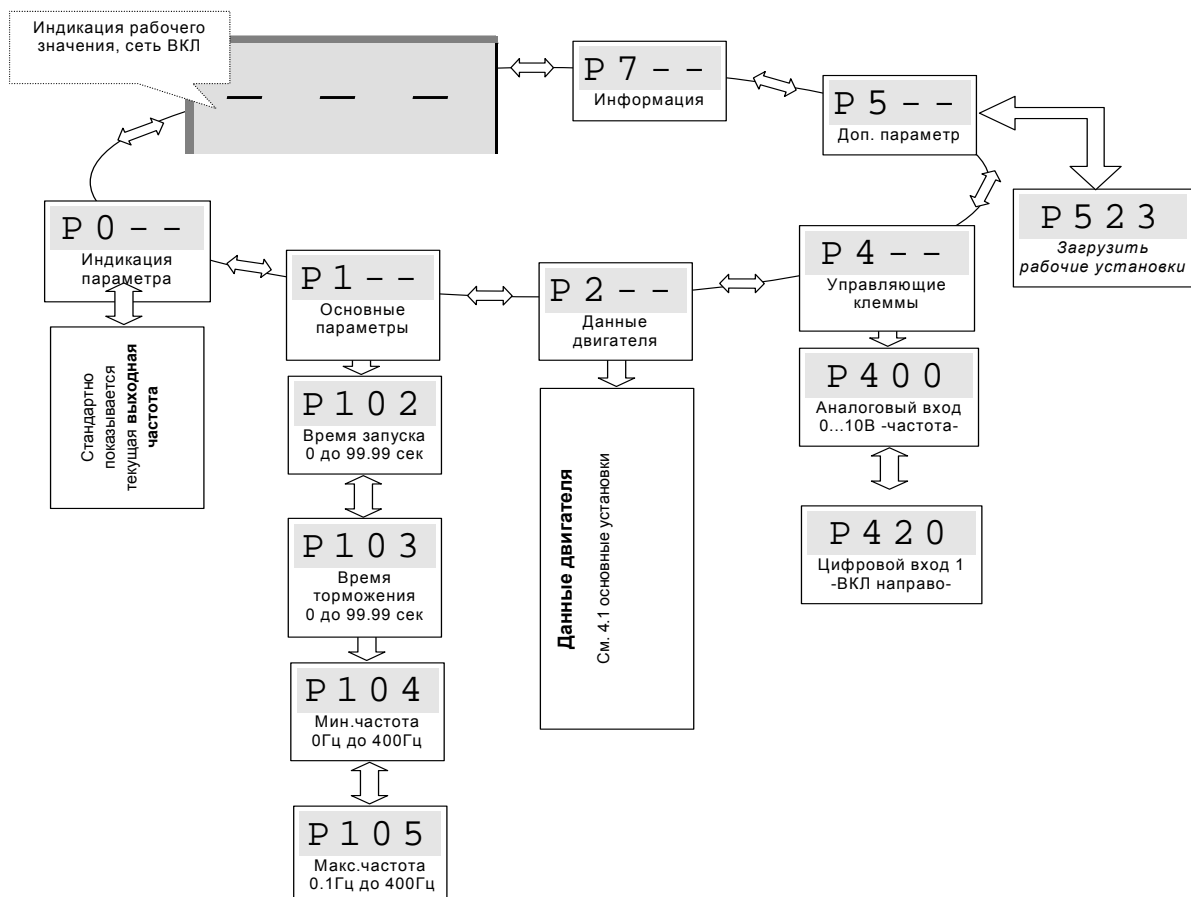 Индикация рабочего
значения, сеть ВКЛ
— — —
P 7 - -
Информация
P 5 - -
Доп. параметр
P 5 2 3
Загрузить
рабочие установки
P 0 - -
Индикация
параметра
Стандартно
показывается
текущая выходная
частота
P 1 - -
Основные
параметры
P 1 0 2
Время запуска
0 до 99.99 сек
P 1 0 3
Время
торможения
0 до 99.99 сек
P 1 0 4
Мин.частота
0Гц до 400Гц
P 1 0 5
Макс.частота
0.1Гц до 400Гц
P 2 - -
Данные
двигателя
Данные двигателя
См. 4.1 основные установки
P 4 - -
Управляющие
клеммы
P 4 0 0
Аналоговый вход
0...10В -частота-
P 4 2 0
Цифровой вход 1
-ВКЛ направо-